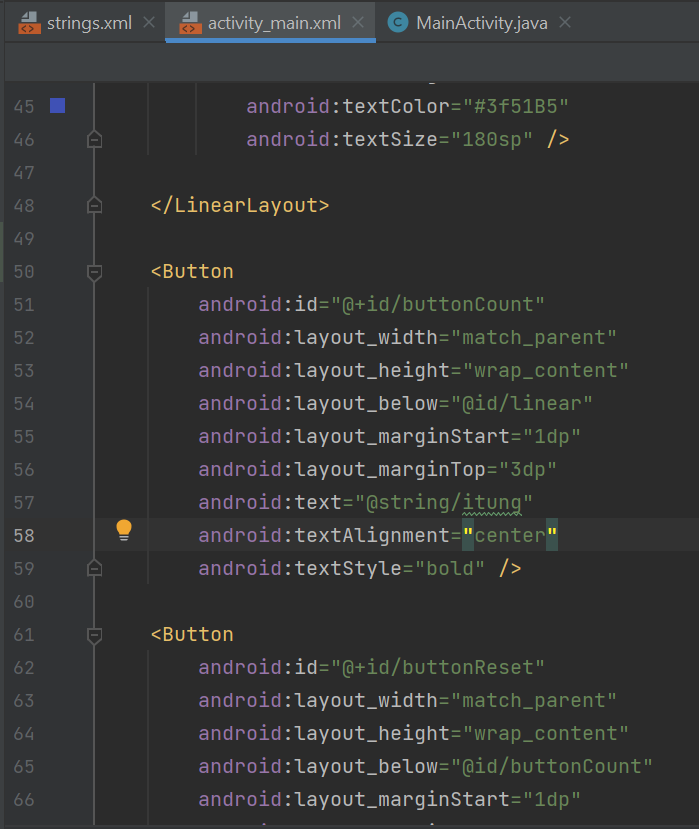 strings.xml activity_main.xml MainActivity.java
45 android:textColor="#3f51B5"
46 android:textSize="180sp" />
47
48 </LinearLayout>
49
50 <Button
51 android:id="@+id/buttonCount"
52 android:layout_width="match_parent"
53 android:layout_height="wrap_content"
54 android:layout_below="@id/linear"
55 android:layout_marginStart="1dp"
56 android:layout_marginTop="3dp"
57 android:text="@string/itung"
58 android:textAlignment="center"
59 android:textStyle="bold" />
60
61 <Button
62 android:id="@+id/buttonReset"
63 android:layout_width="match_parent"
64 android:layout_height="wrap_content"
65 android:layout_below="@id/buttonCount"
66 android:layout_marginStart="1dp"